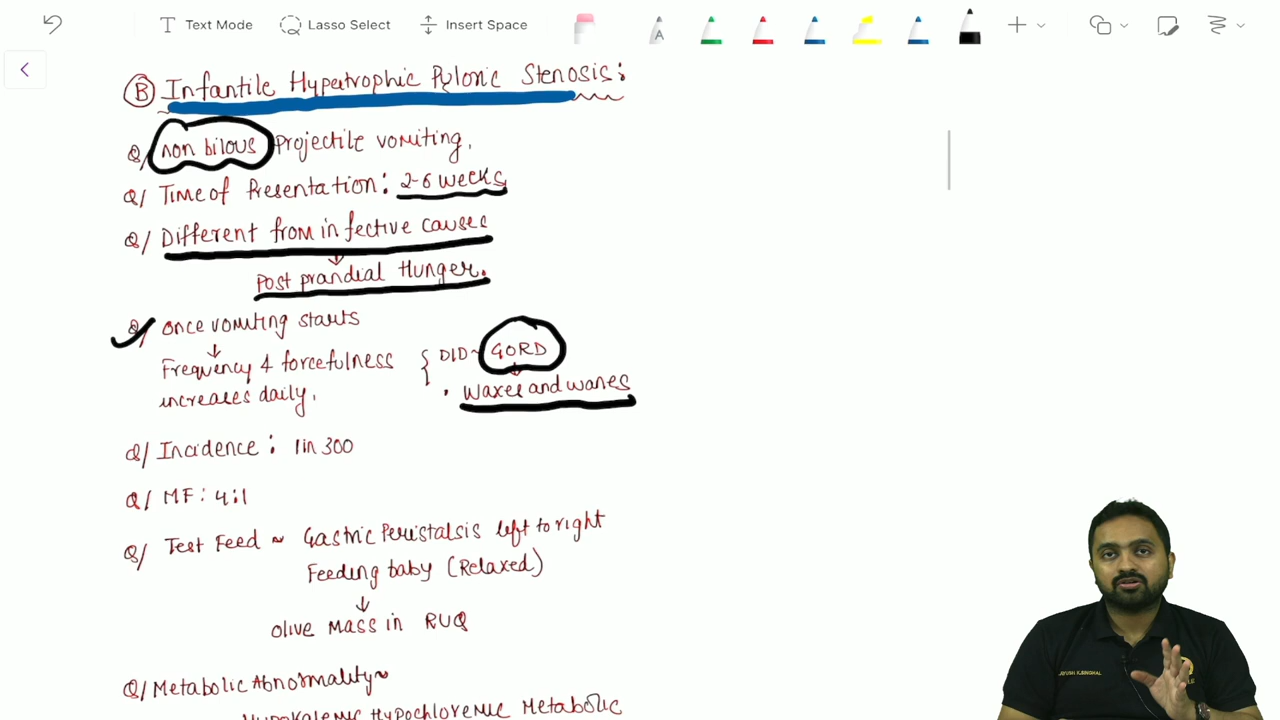 Text Mode Lasso Select Insert Space
A
B Infantile Hypertrophic Pyloric Stenosis:
Q/ non bilous Projectile vomiting.
Q/ Time of Presentation: 2-6 weeks
Q/ Different from infective causes
Post prandial Hunger.
Q/ Once vomiting starts
Frequency & forcefulness
increases daily.
D/D~ GORD
Waxes and wanes
Q/ Incidence: 1 in 300
Q/ MF: 4:1
Q/ Test Feed ~ Gastric Peristalsis left to right
Feeding baby (Relaxed)
Olive Mass in RUQ
Q/ Metabolic Abnormality~
Hypokalemic Hypochloremic Metabolic